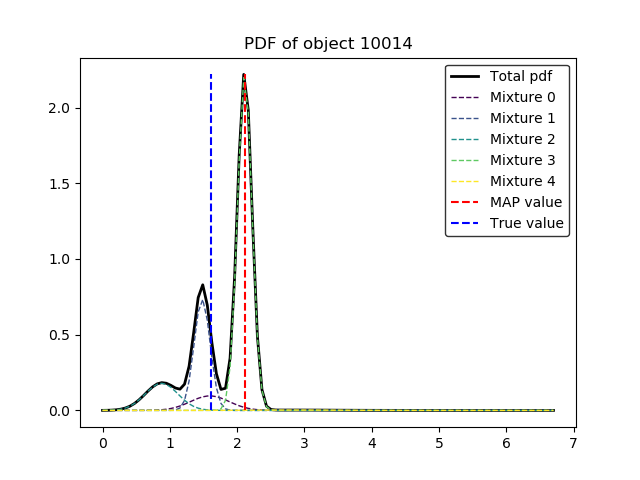 PDF of object 10014
Total pdf
Mixture 0
Mixture 1
Mixture 2
Mixture 3
Mixture 4
MAP value
True value
2.0
1.5
1.0
0.5
0.0
0 1 2 3 4 5 6 7